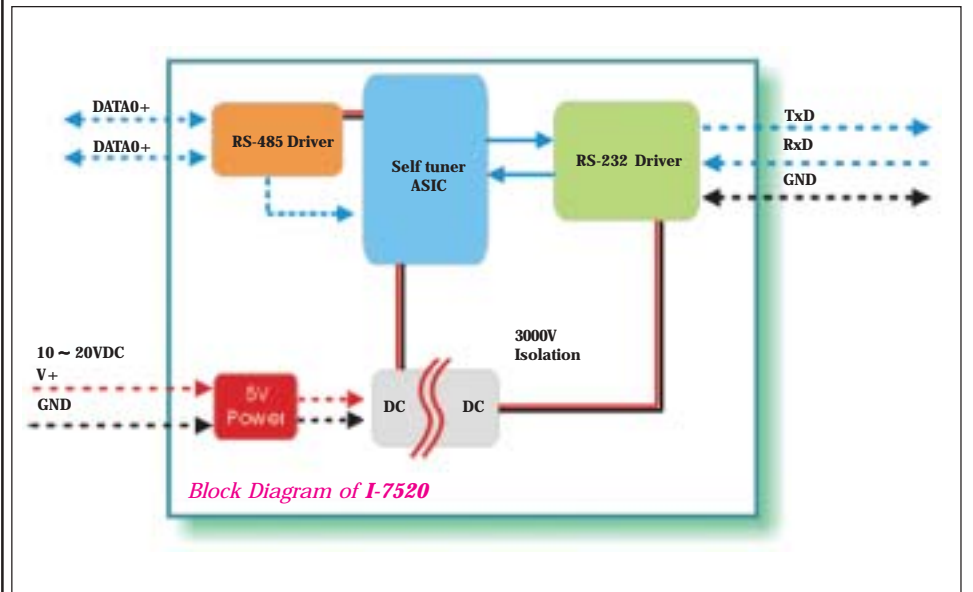 DATA0+
DATA0+
RS-485 Driver
Self tuner
ASIC
RS-232 Driver
TxD
RxD
GND
3000V
Isolation
10 ~ 20VDC
V+
GND
5V
Power
DC
DC
Block Diagram of I-7520